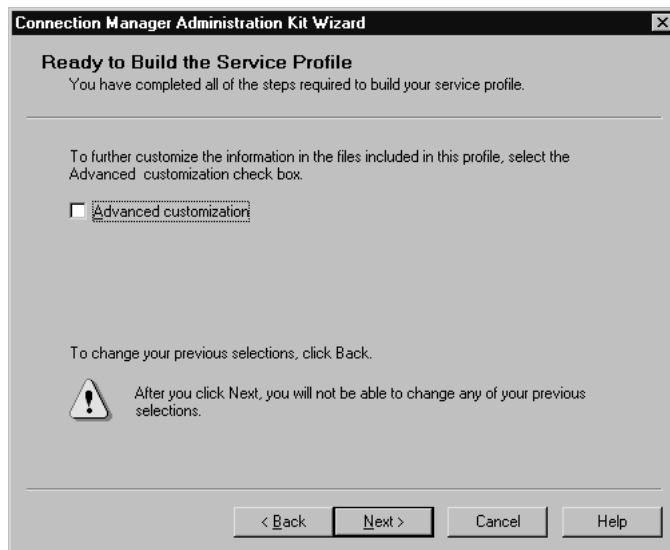 Connection Manager Administration Kit Wizard
Ready to Build the Service Profile
You have completed all of the steps required to build your service profile.
To further customize the information in the files included in this profile, select the
Advanced customization check box.
Advanced customization
To change your previous selections, click Back.
After you click Next, you will not be able to change any of your previous
selections.
< Back
Next >
Cancel
Help